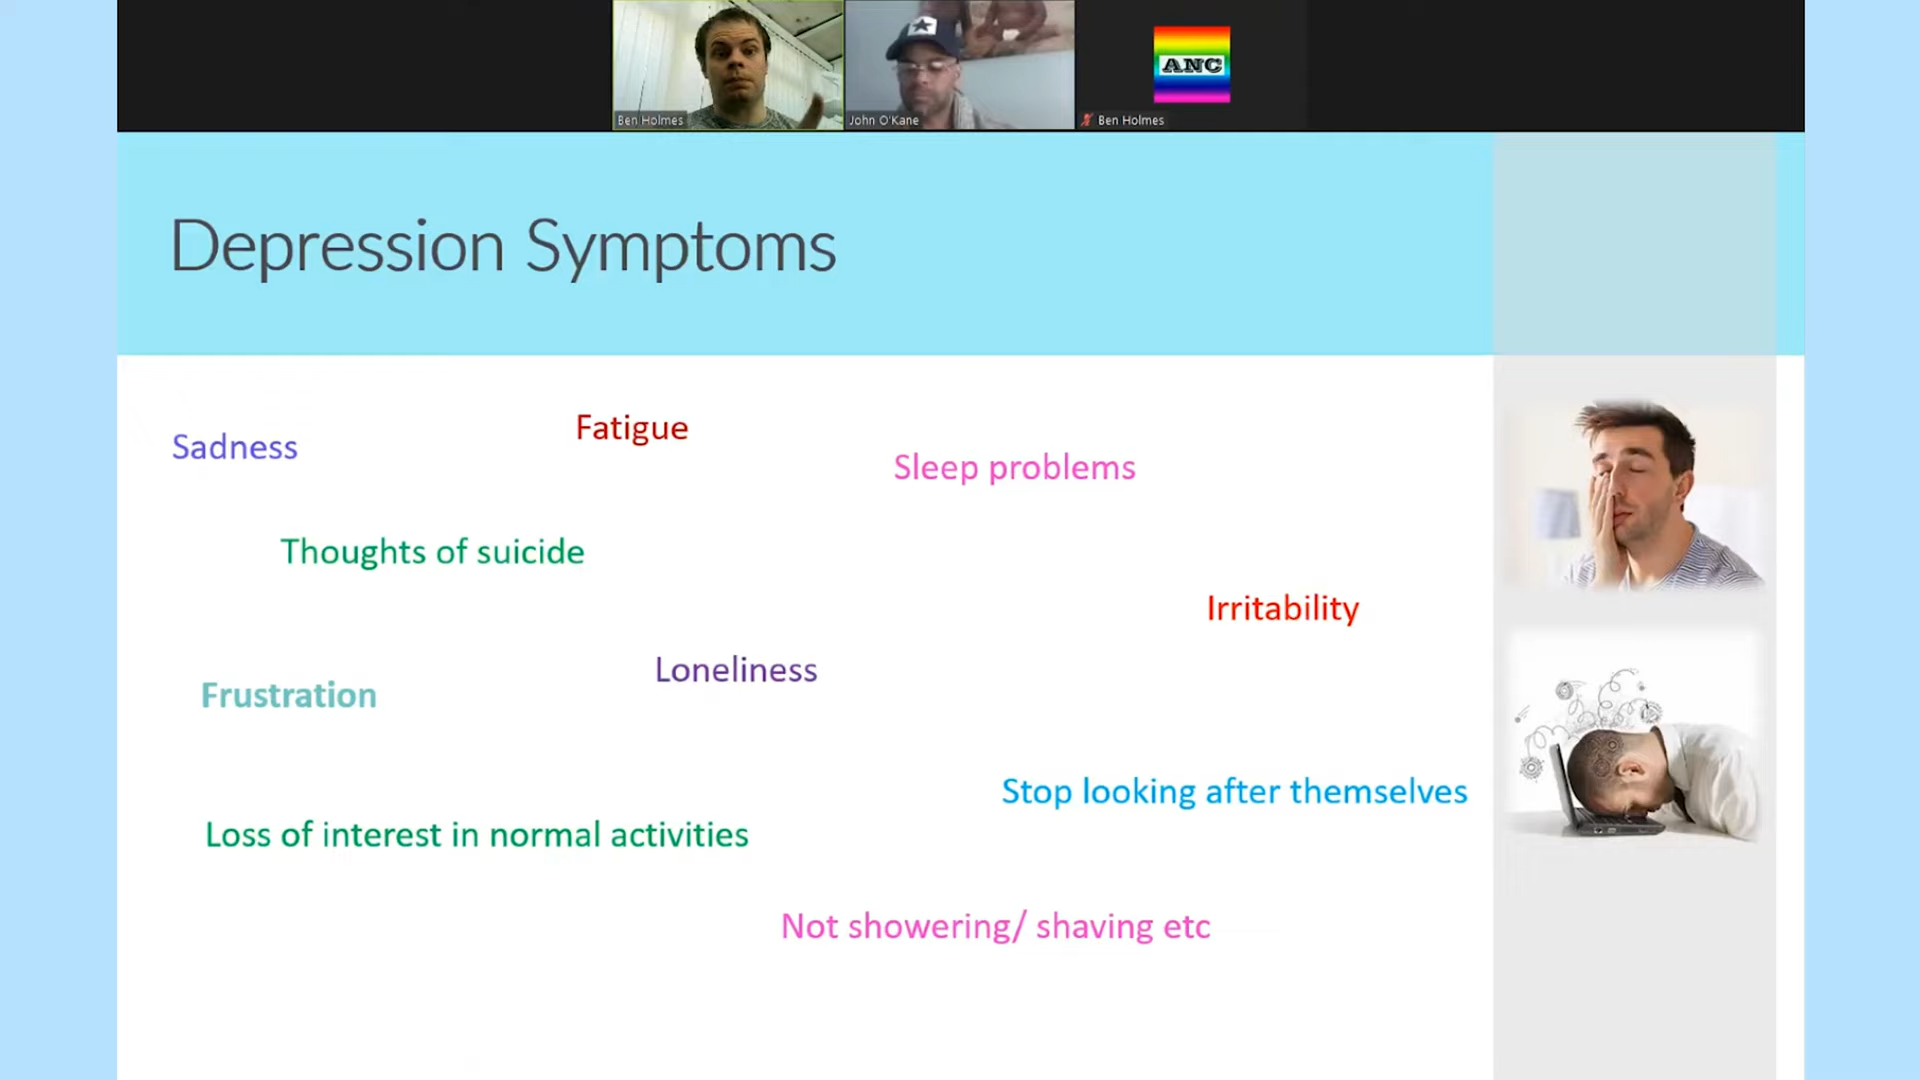 Ben Holmes
John O'Kane
ANC
Ben Holmes
Depression Symptoms
Fatigue
Sadness
Sleep problems
Thoughts of suicide
Irritability
Loneliness
Frustration
Stop looking after themselves
Loss of interest in normal activities
Not showering/ shaving etc